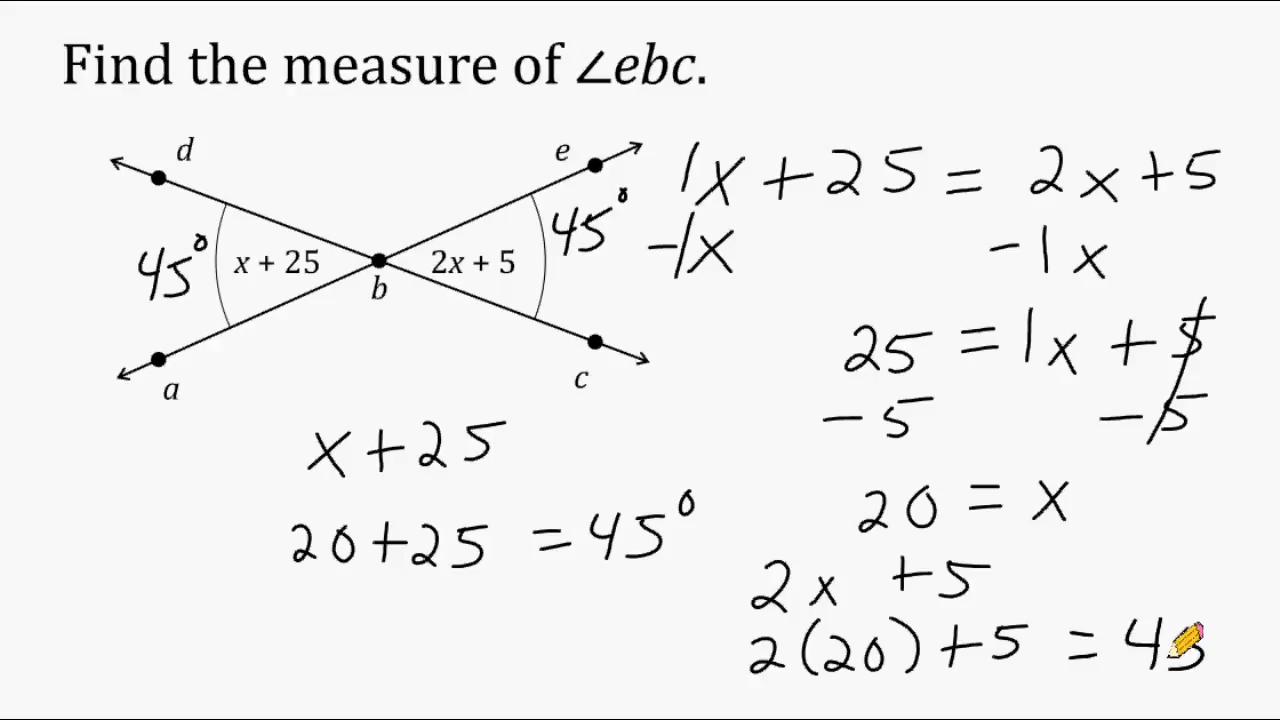 Find the measure of ∠ebc.
d
e
45° x + 25
b
2x + 5 45°
a
c
1x + 25 = 2x + 5
-1x -1x
25 = 1x + 5
- 5 - 5
20 = x
x + 25
20 + 25 = 45°
2x + 5
2(20) + 5 = 45